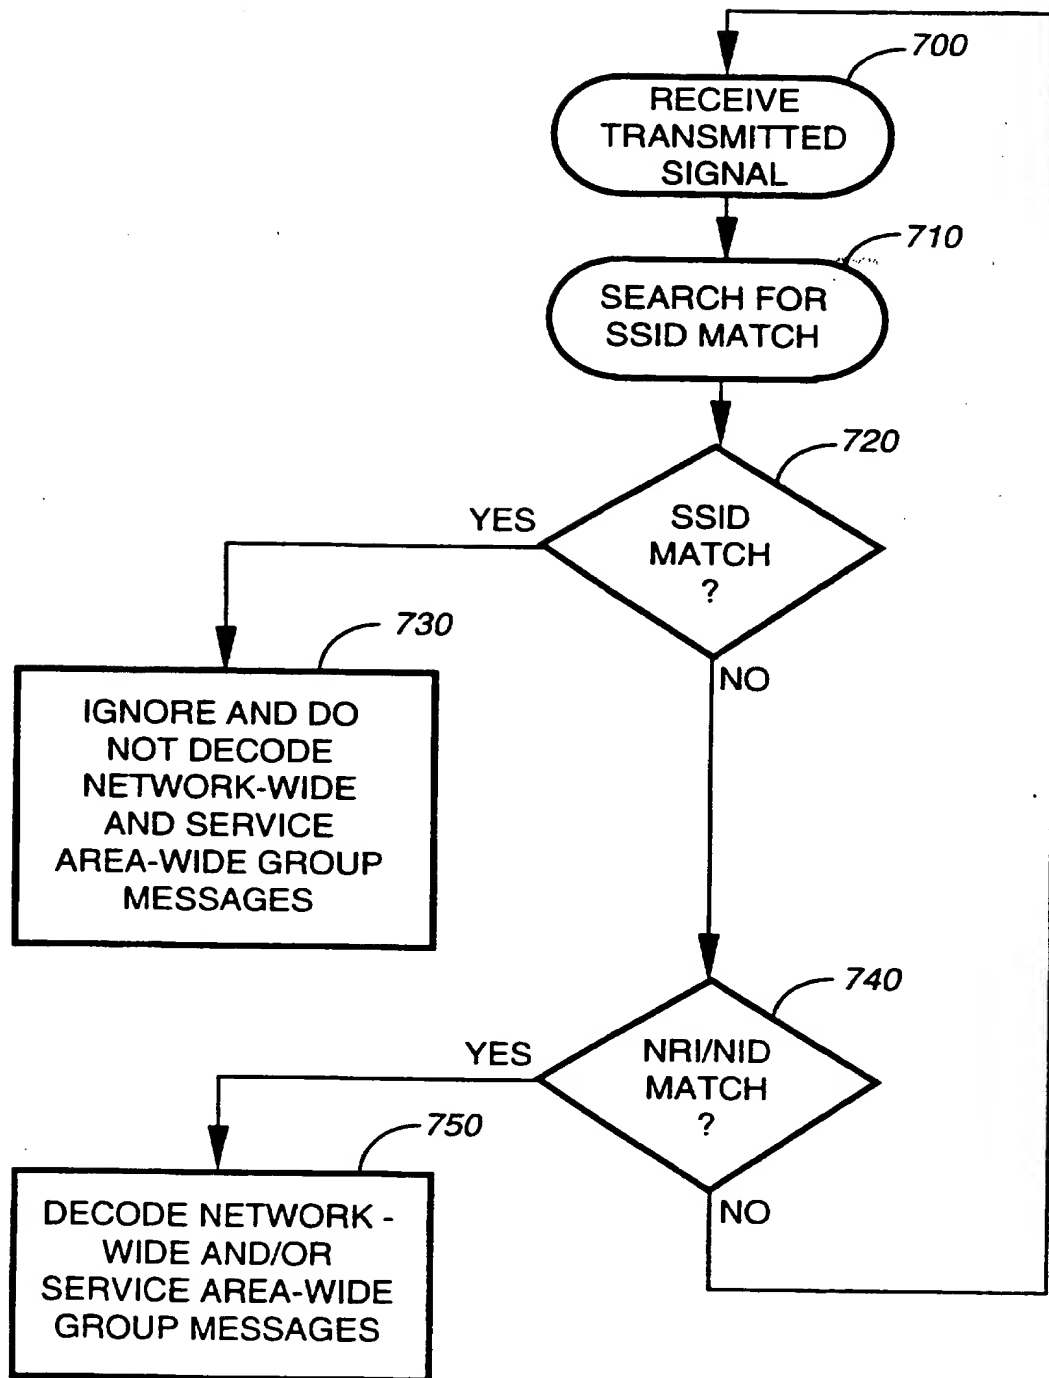 700
RECEIVE
TRANSMITTED
SIGNAL
710
SEARCH FOR
SSID MATCH
720
SSID
MATCH
?
YES
NO
730
IGNORE AND DO
NOT DECODE
NETWORK-WIDE
AND SERVICE
AREA-WIDE GROUP
MESSAGES
740
NRI/NID
MATCH
?
YES
NO
750
DECODE NETWORK -
WIDE AND/OR
SERVICE AREA-WIDE
GROUP MESSAGES